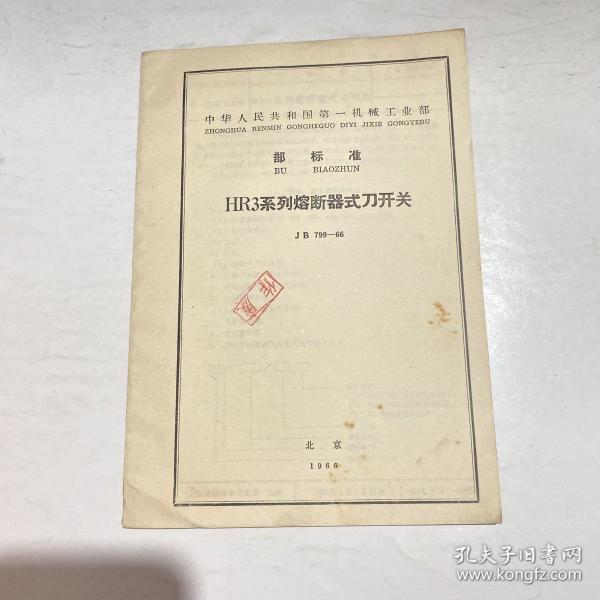 中华人民共和国第一机械工业部
ZHONGHUA RENMIN GONGHEGUO DIYI JIXIE GONGYEBU
部标准
BU BIAOZHUN
HR3系列熔断器式刀开关
JB 799—66
作废
北京
1966
孔夫子旧书网
www.kongfz.com